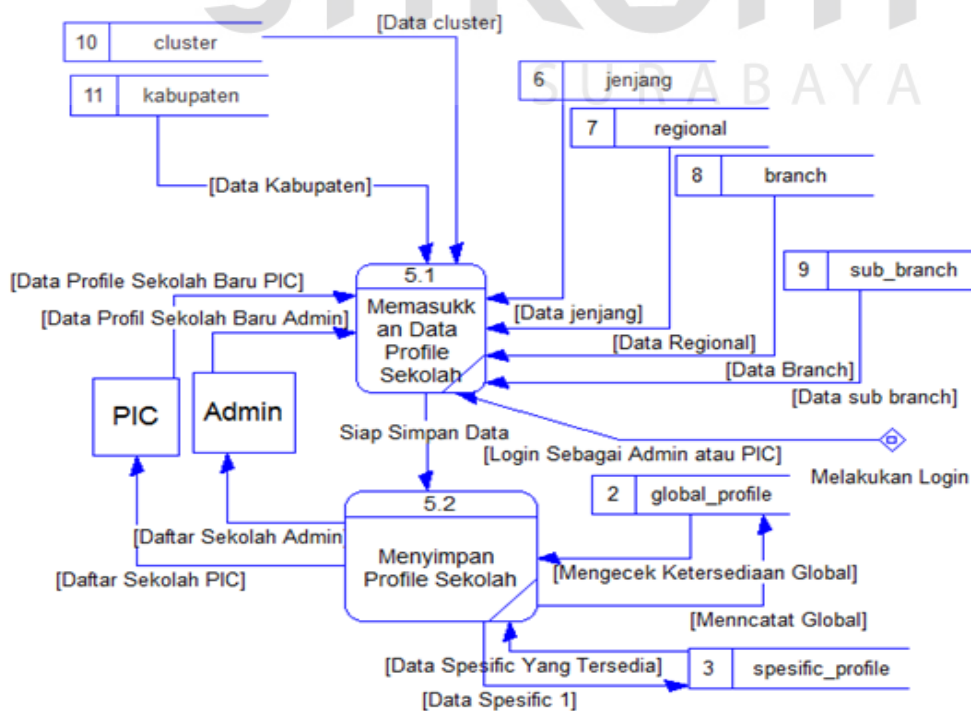 SURABAYA
[Data cluster]
10 cluster
11 kabupaten
6 jenjang
7 regional
8 branch
[Data Kabupaten]
9 sub_branch
5.1
[Data Profile Sekolah Baru PIC]
Memasukk
an Data
Profile
Sekolah
[Data Profil Sekolah Baru Admin]
[Data jenjang]
[Data Regional]
[Data Branch]
[Data sub branch]
PIC
Admin
Siap Simpan Data
[Login Sebagai Admin atau PIC]
Melakukan Login
5.2
Menyimpan
Profile Sekolah
2 global_profile
[Daftar Sekolah Admin]
[Daftar Sekolah PIC]
[Mengecek Ketersediaan Global]
[Menncatat Global]
[Data Spesific Yang Tersedia]
3 spesific_profile
[Data Spesific 1]